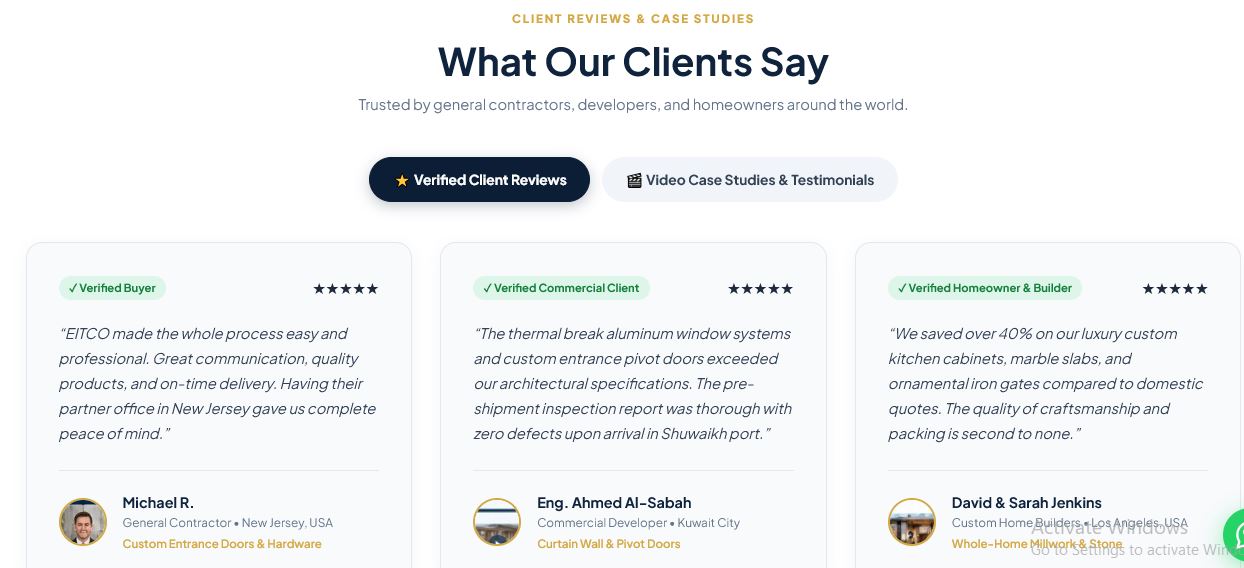 CLIENT REVIEWS & CASE STUDIES
What Our Clients Say
Trusted by general contractors, developers, and homeowners around the world.
⭐ Verified Client Reviews
🎬 Video Case Studies & Testimonials
✓ Verified Buyer ★★★★★
“EITCO made the whole process easy and
professional. Great communication, quality
products, and on-time delivery. Having their
partner office in New Jersey gave us complete
peace of mind.”
Michael R.
General Contractor • New Jersey, USA
Custom Entrance Doors & Hardware
✓ Verified Commercial Client ★★★★★
“The thermal break aluminum window systems
and custom entrance pivot doors exceeded
our architectural specifications. The pre-
shipment inspection report was thorough with
zero defects upon arrival in Shuwaikh port.”
Eng. Ahmed Al-Sabah
Commercial Developer • Kuwait City
Curtain Wall & Pivot Doors
✓ Verified Homeowner & Builder ★★★★★
“We saved over 40% on our luxury custom
kitchen cabinets, marble slabs, and
ornamental iron gates compared to domestic
quotes. The quality of craftsmanship and
packing is second to none.”
David & Sarah Jenkins
Custom Home Builders • Los Angeles, USA
Whole-Home Millwork & Stone
Activate Windows
Go to Settings to activate